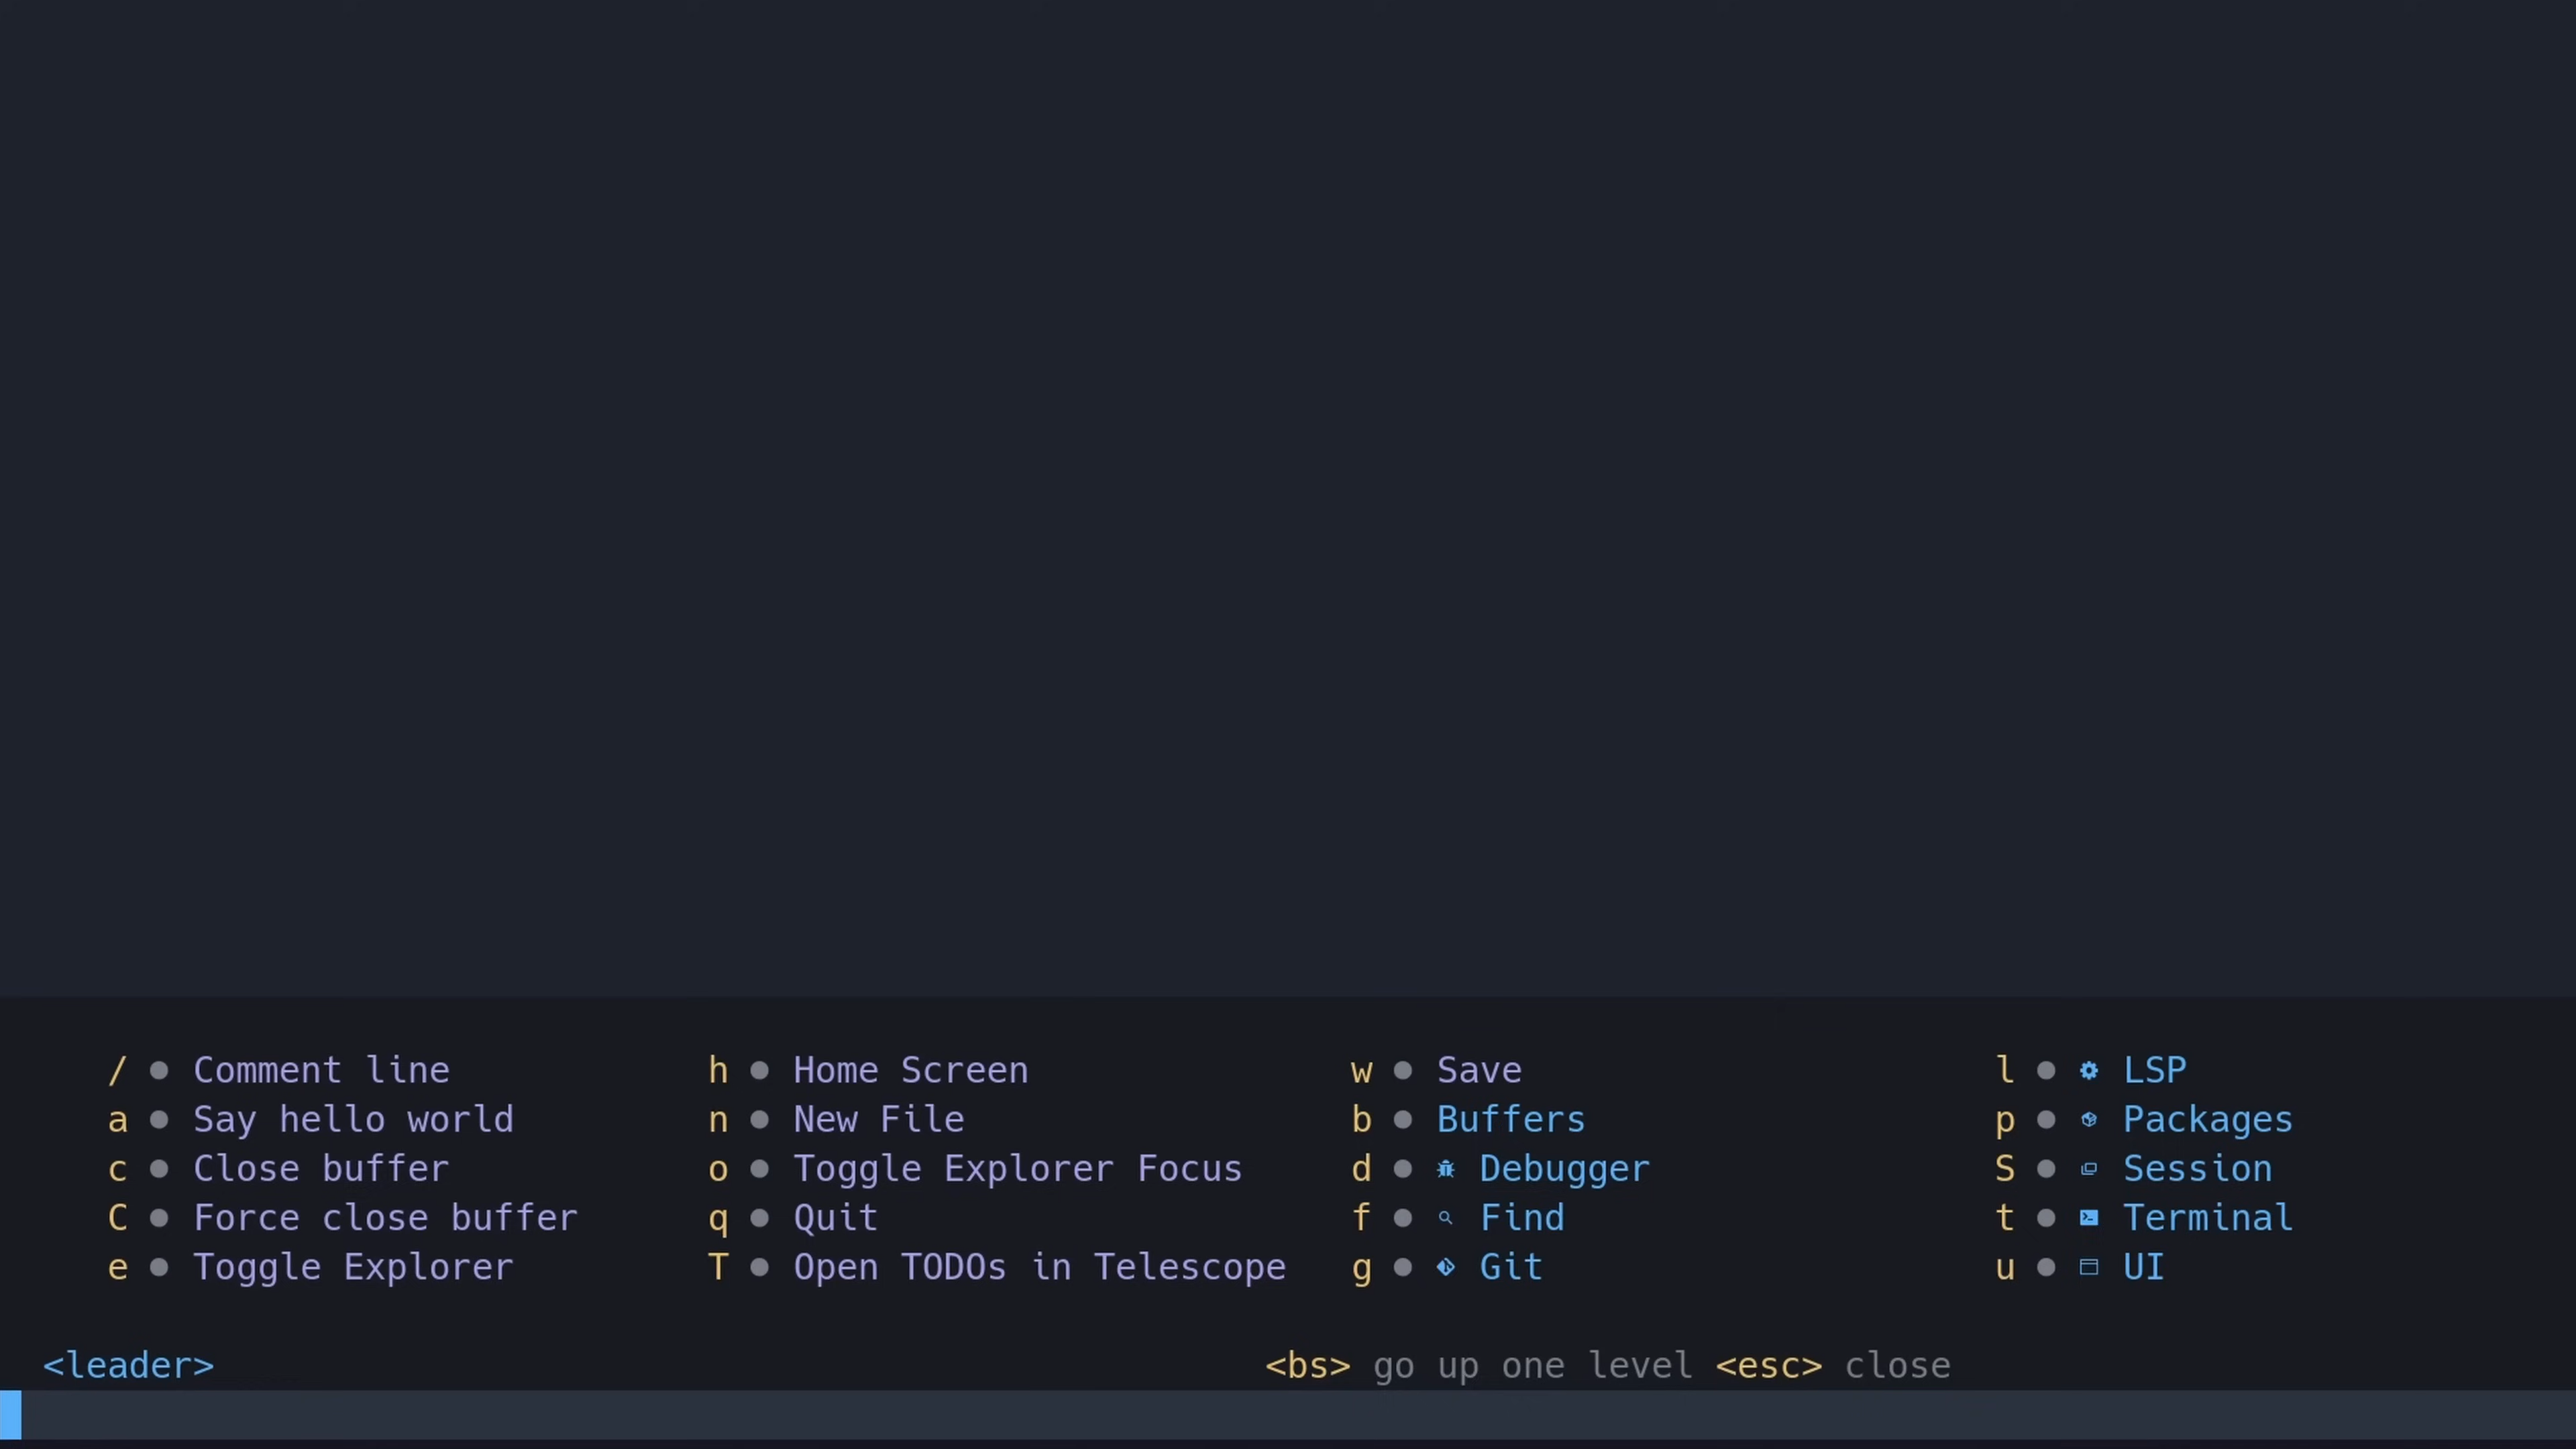 / ● Comment line h ● Home Screen w ● Save l ● LSP
a ● Say hello world n ● New File b ● Buffers p ● Packages
c ● Close buffer o ● Toggle Explorer Focus d ● Debugger S ● Session
C ● Force close buffer q ● Quit f ● Find t ● Terminal
e ● Toggle Explorer T ● Open TODOs in Telescope g ● Git u ● UI
<leader> <bs> go up one level <esc> close